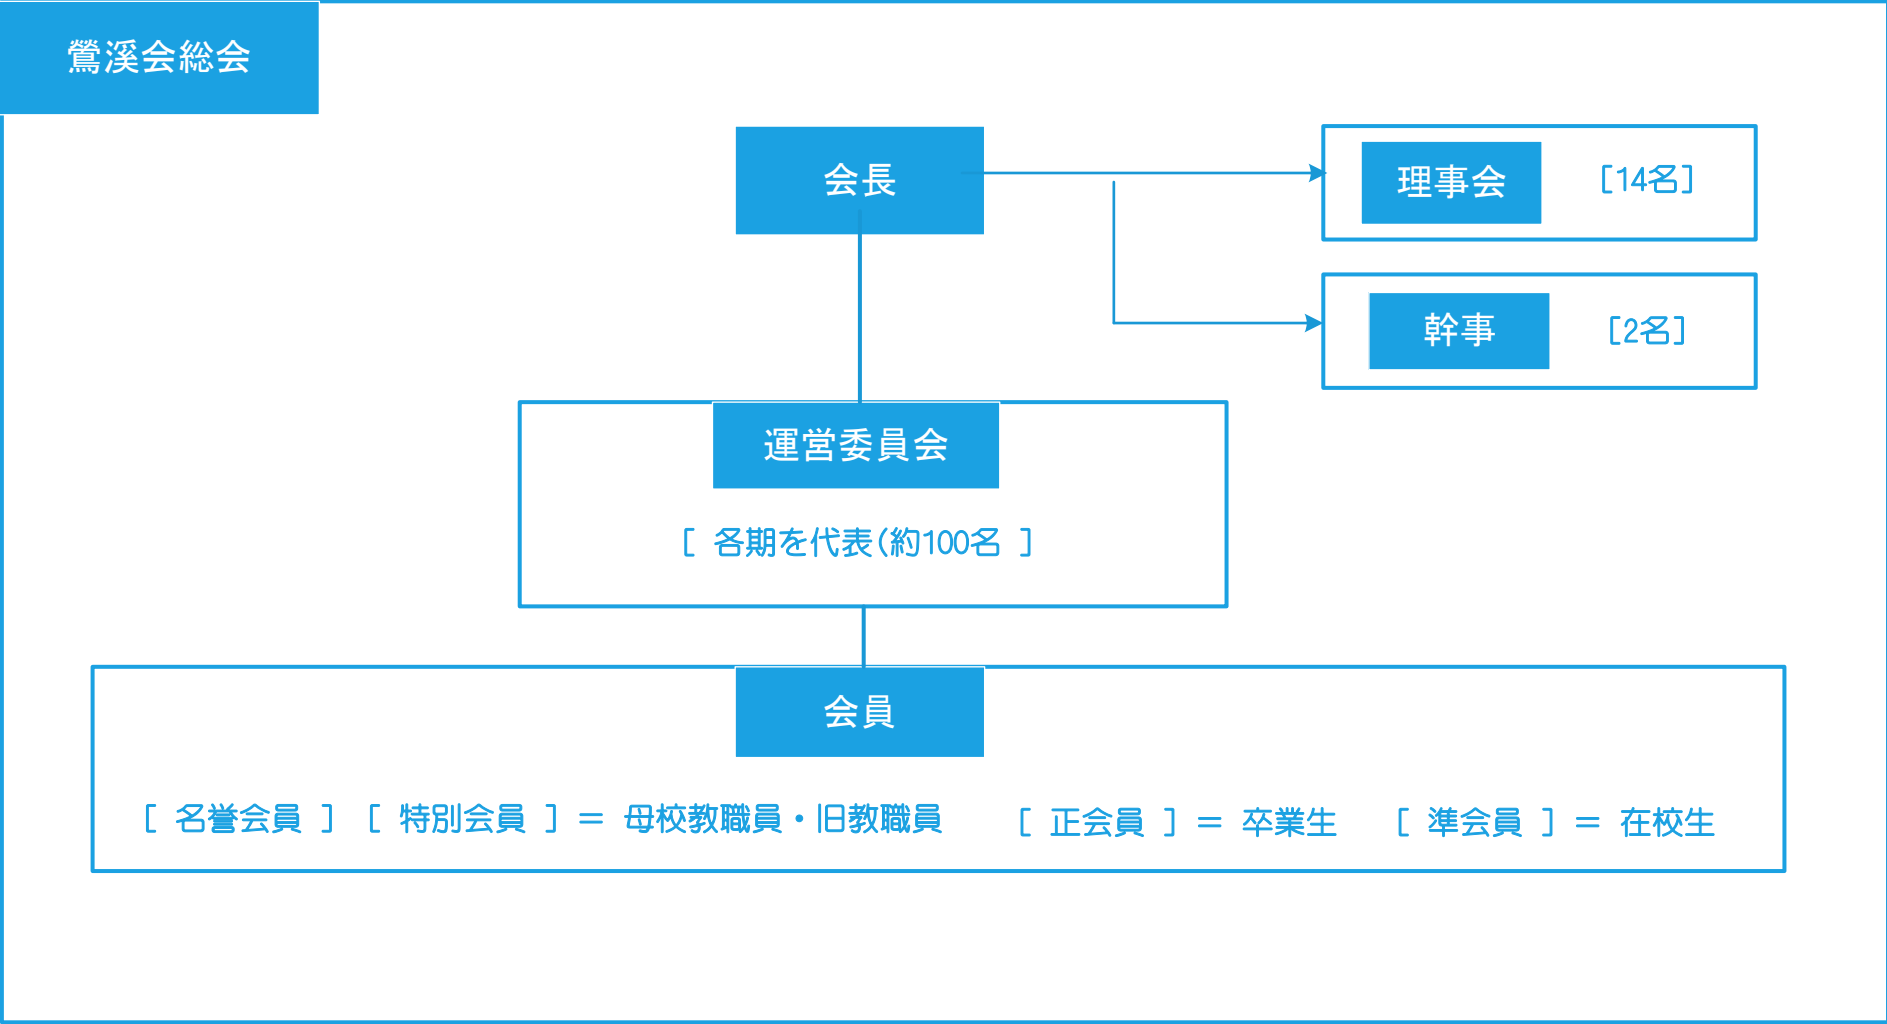 鶯溪会総会
会長
理事会 [14名]
幹事 [2名]
運営委員会
[ 各期を代表(約100名 ]
会員
[ 名誉会員 ] [ 特別会員 ] = 母校教職員・旧教職員 [ 正会員 ] = 卒業生 [ 準会員 ] = 在校生